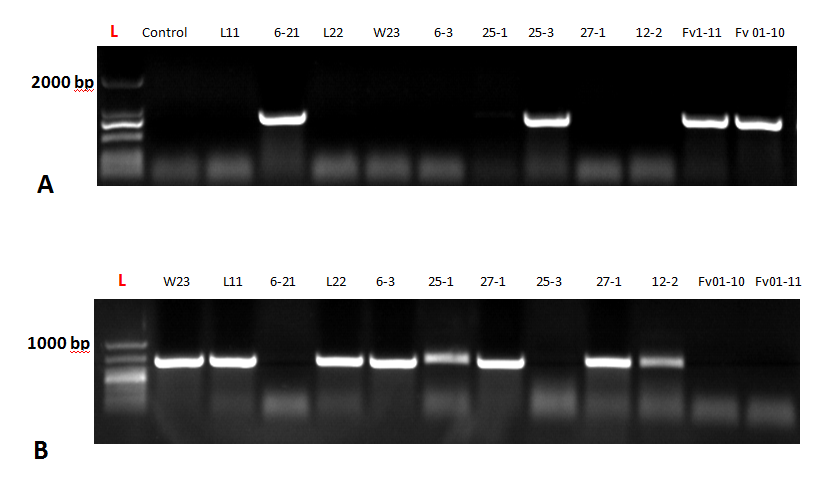 L Control L11 6-21 L22 W23 6-3 25-1 25-3 27-1 12-2 Fv1-11 Fv 01-10
2000 bp
A
L W23 L11 6-21 L22 6-3 25-1 27-1 25-3 27-1 12-2 Fv01-10 Fv01-11
1000 bp
B